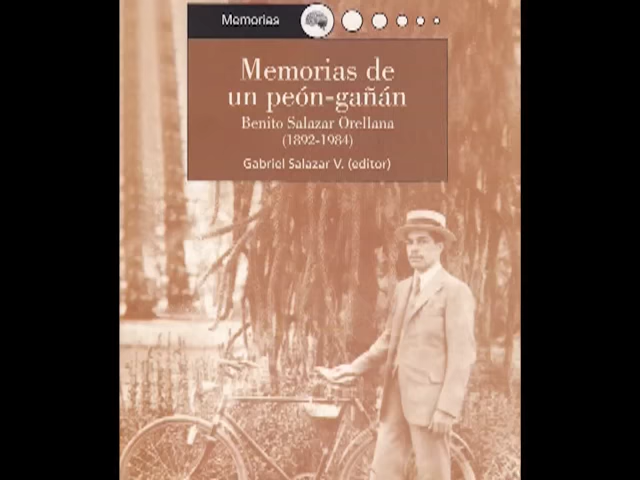 Memorias
Memorias de
un peón-gañán
Benito Salazar Orellana
(1892-1984)
Gabriel Salazar V. (editor)